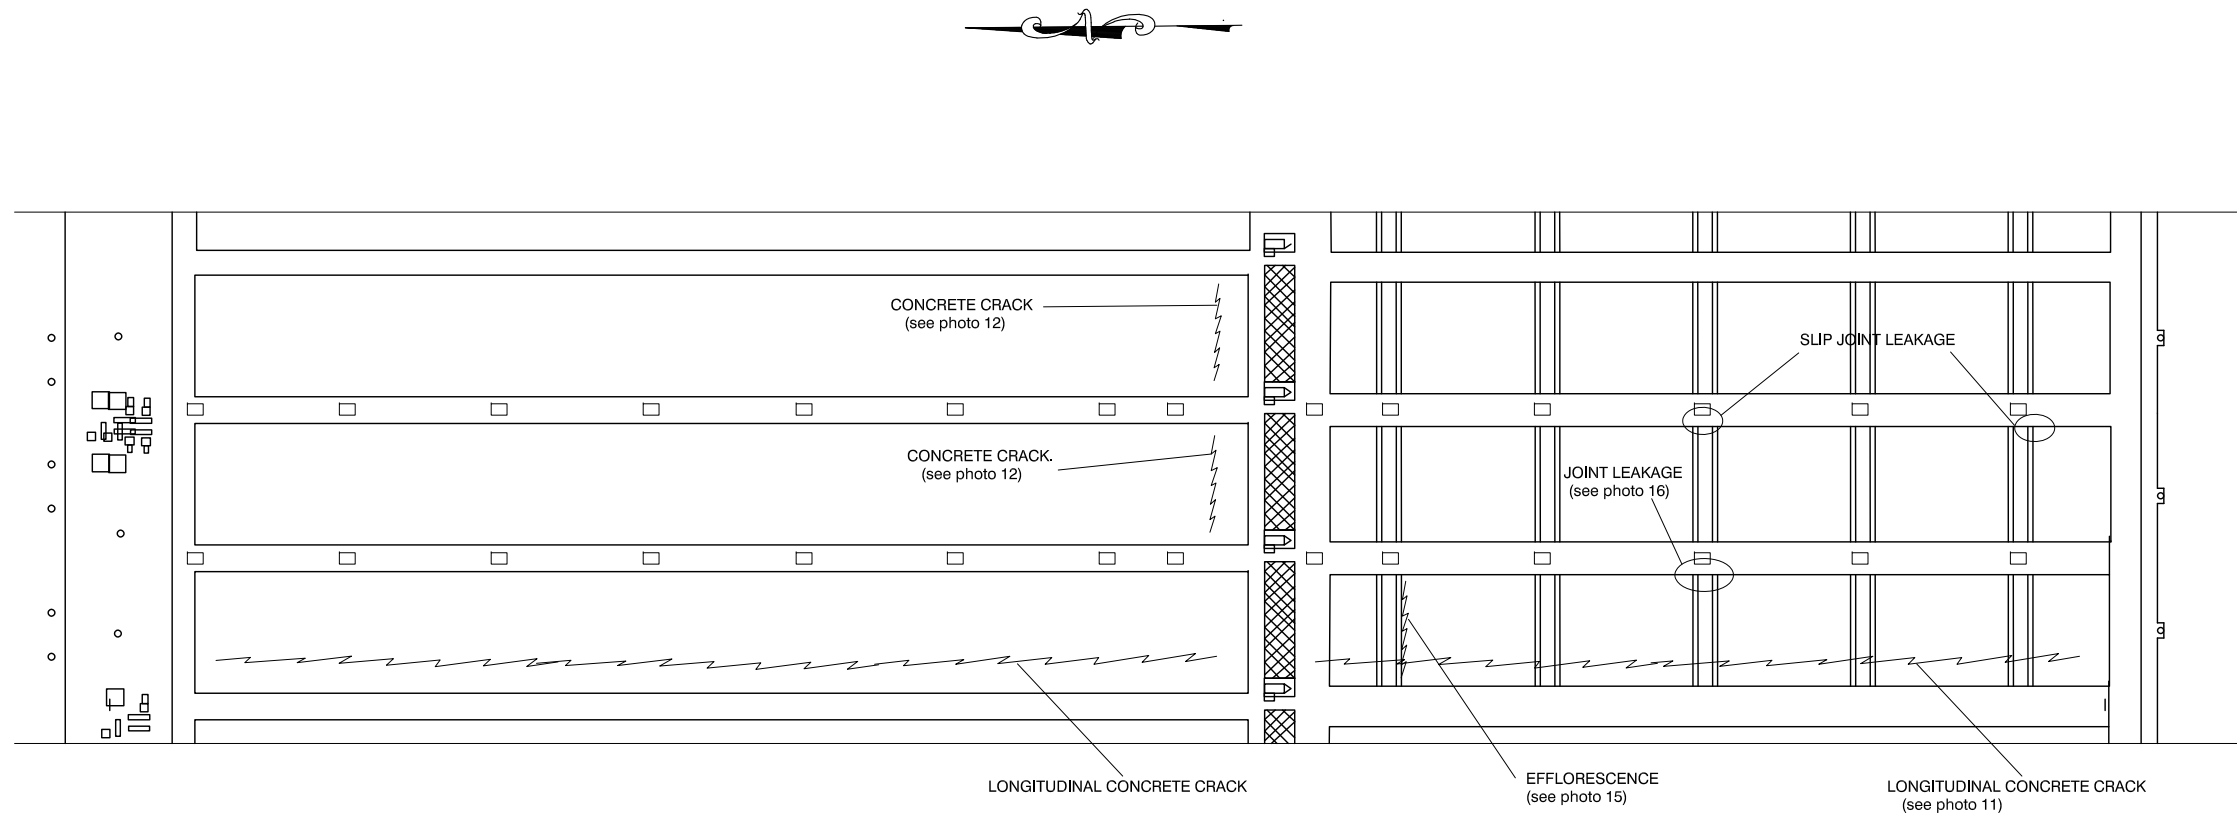 CONCRETE CRACK
(see photo 12)
SLIP JOINT LEAKAGE
CONCRETE CRACK.
(see photo 12)
JOINT LEAKAGE
(see photo 16)
LONGITUDINAL CONCRETE CRACK
EFFLORESCENCE
(see photo 15)
LONGITUDINAL CONCRETE CRACK
(see photo 11)